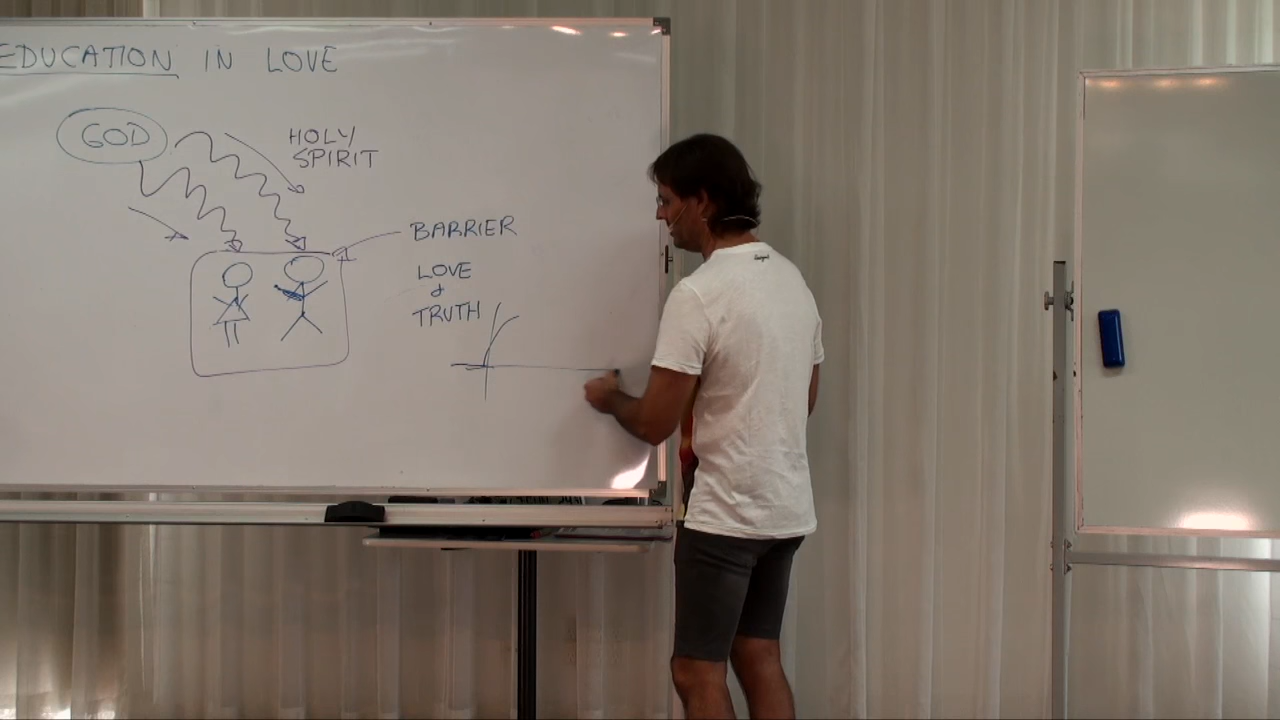 EDUCATION IN LOVE
GOD
HOLY
SPIRIT
BARRIER
LOVE
&
TRUTH